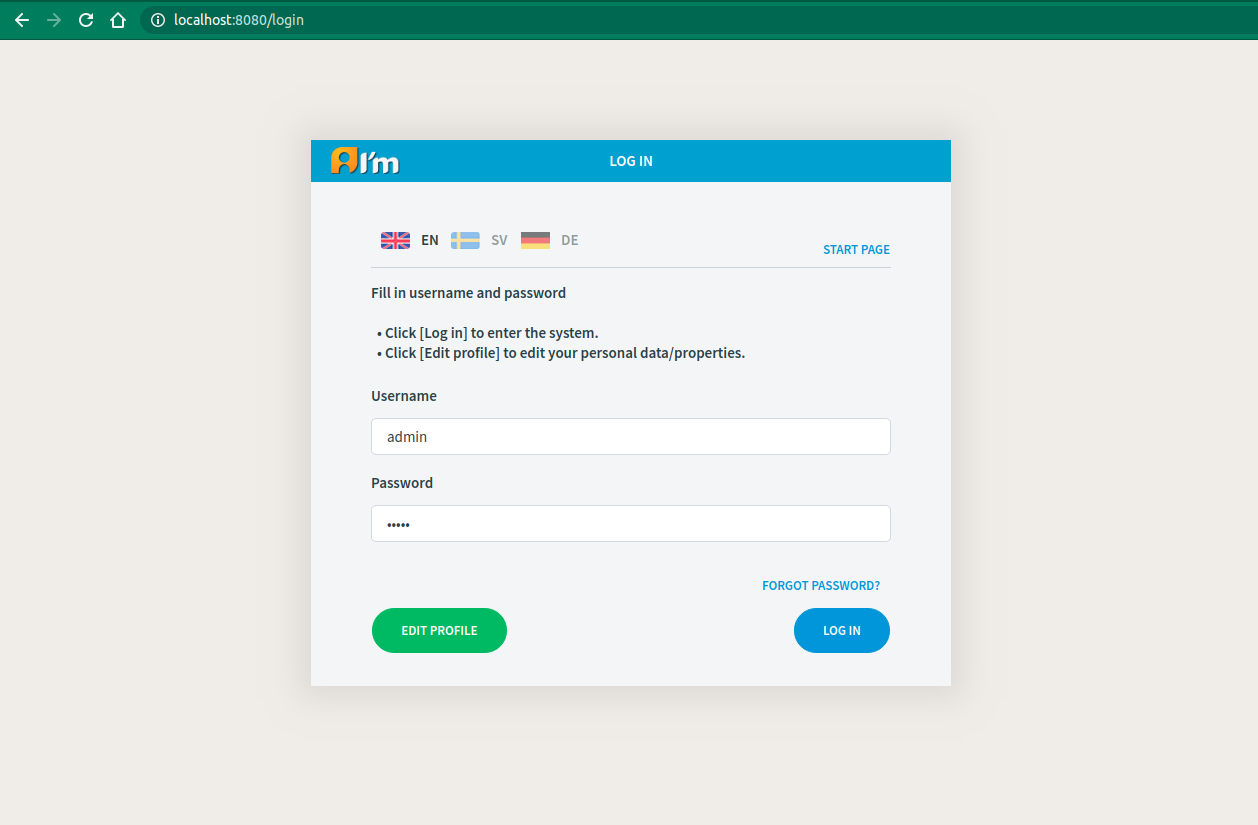 localhost:8080/login
I'm
LOG IN
EN SV DE
START PAGE
Fill in username and password
• Click [Log in] to enter the system.
• Click [Edit profile] to edit your personal data/properties.
Username
admin
Password
•••••
FORGOT PASSWORD?
EDIT PROFILE
LOG IN